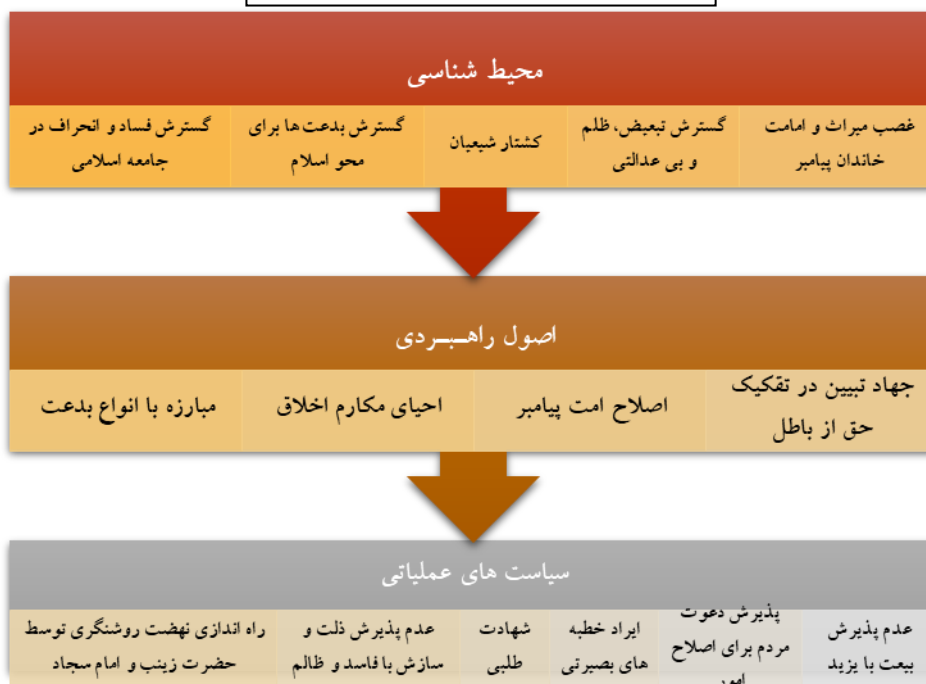 محیط شناسی
غصب میراث و امامت
خاندان پیامبر
گسترش تبعیض، ظلم
و بی عدالتی
کشتار شیعیان
گسترش بدعت ها برای
محو اسلام
گسترش فساد و انحراف در
جامعه اسلامی
اصول راهـبـــردی
جهاد تبیین در تقکیک
حق از باطل
اصلاح امت پیامبر
احیای مکارم اخلاق
مبارزه با انواع بدعت
سیاست های عملیاتی
عدم پذیرش
بیعت با یزید
پذیرش دعوت
مردم برای اصلاح
امور
ایراد خطبه
های بصیرتی
شهادت
طلبی
عدم پذیرش ذلت و
سازش با فاسد و ظالم
راه اندازی نهضت روشنگری توسط
حضرت زینب و امام سجاد